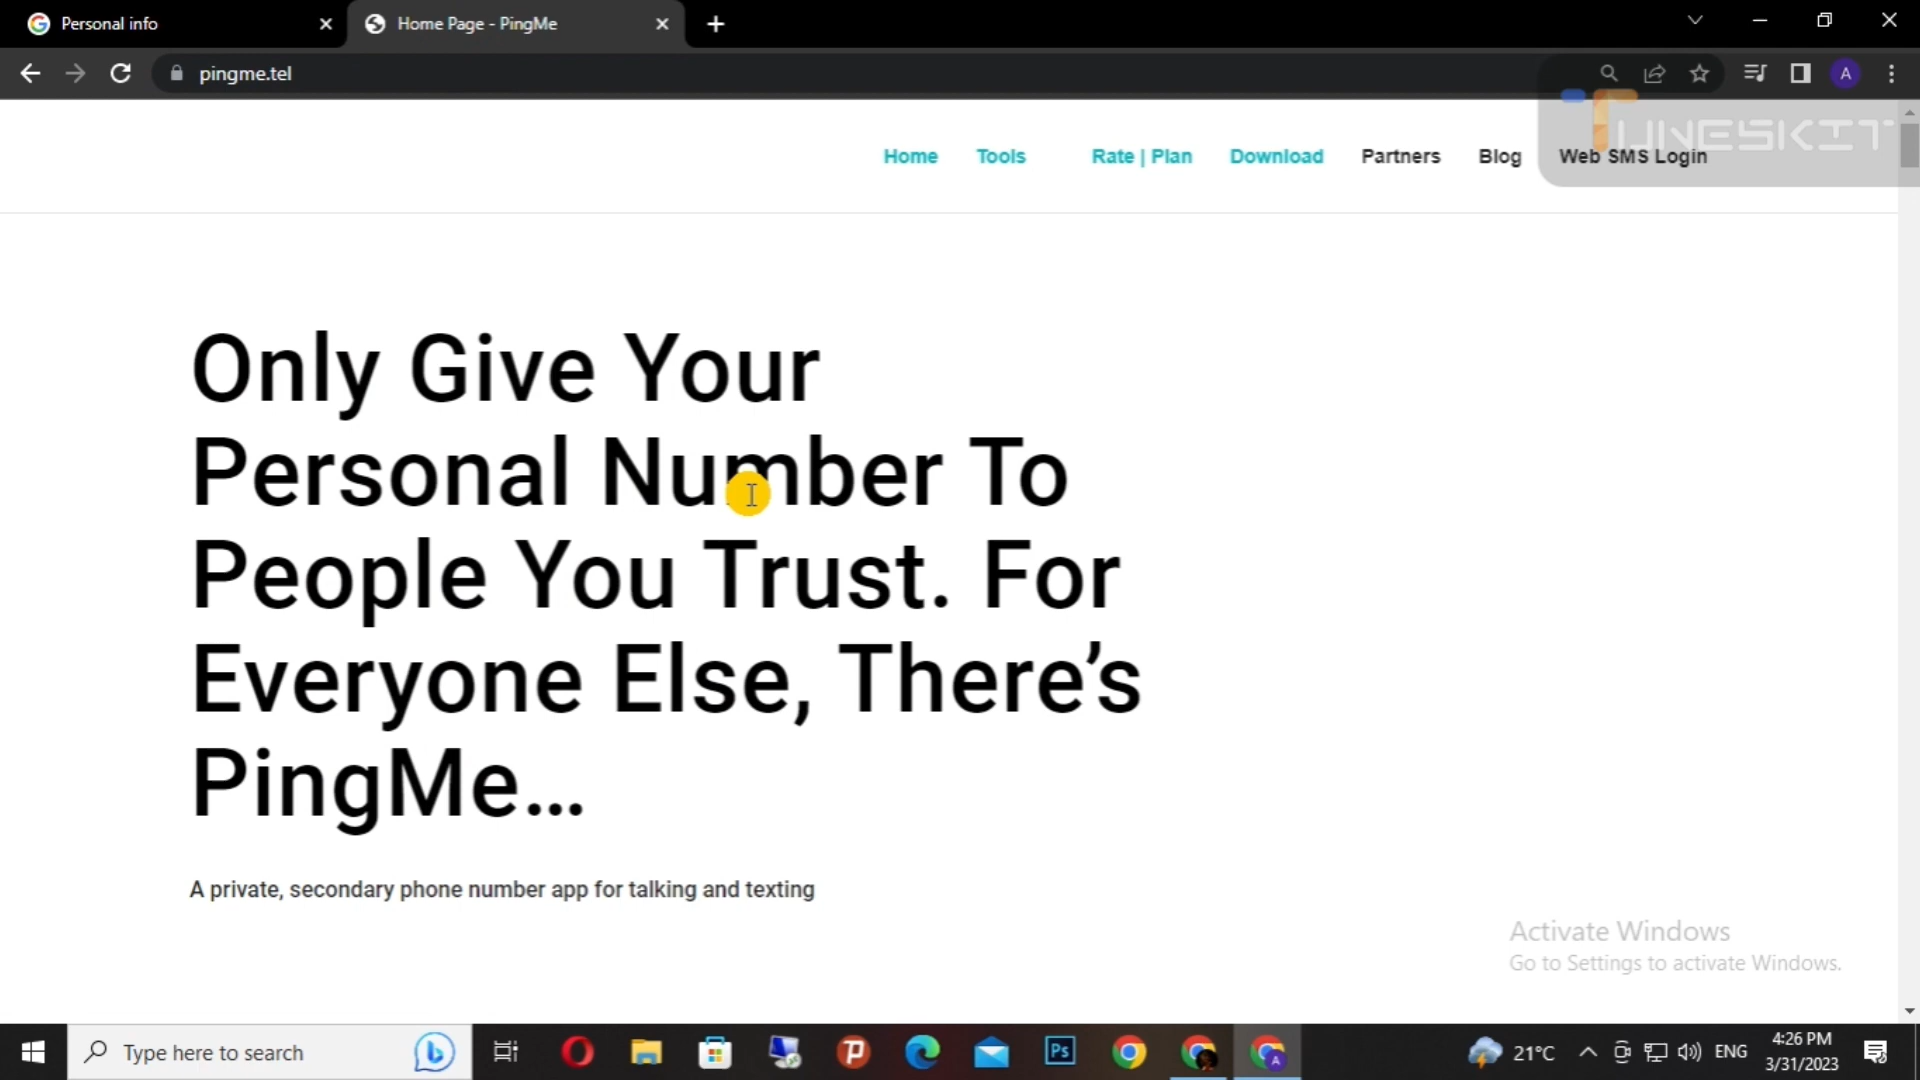 Personal info
Home Page - PingMe
pingme.tel
A
TUNESKIT
Home Tools Rate | Plan Download Partners Blog Web SMS Login
Only Give Your
Personal Number To
People You Trust. For
Everyone Else, There’s
PingMe...
A private, secondary phone number app for talking and texting
Activate Windows
Go to Settings to activate Windows.
Type here to search
Ps
A
21°C
ENG
4:26 PM
3/31/2023